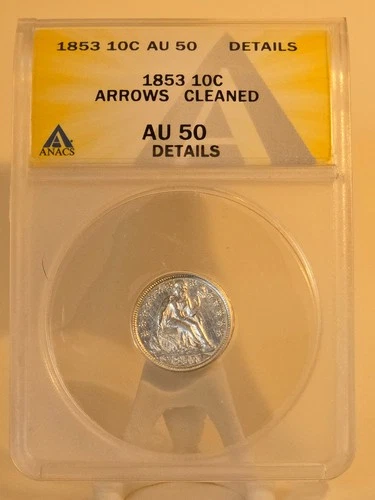 1853 10C AU 50 DETAILS
1853 10C
ARROWS CLEANED
ANACS
AU 50
DETAILS